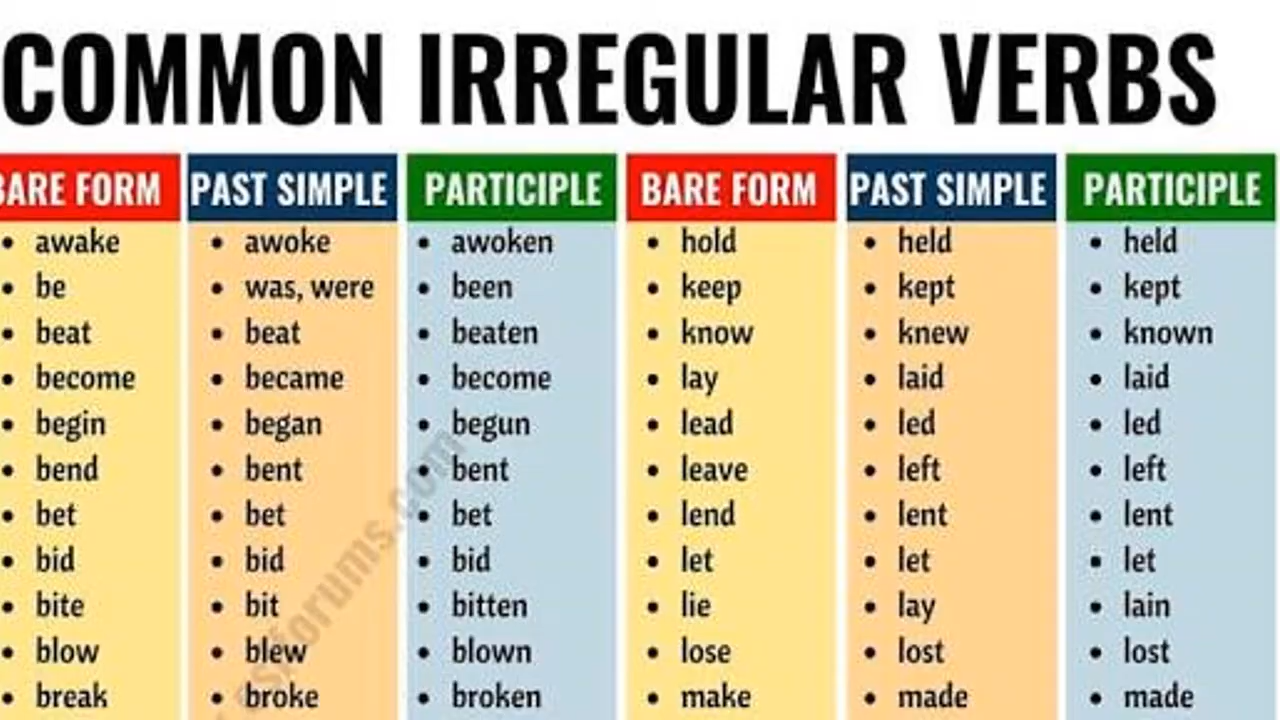 COMMON IRREGULAR VERBS
BARE FORM PAST SIMPLE PARTICIPLE BARE FORM PAST SIMPLE PARTICIPLE
• awake • awoke • awoken • hold • held • held
• be • was, were • been • keep • kept • kept
• beat • beat • beaten • know • knew • known
• become • became • become • lay • laid • laid
• begin • began • begun • lead • led • led
• bend • bent • bent • leave • left • left
• bet • bet • bet • lend • lent • lent
• bid • bid • bid • let • let • let
• bite • bit • bitten • lie • lay • lain
• blow • blew • blown • lose • lost • lost
• break • broke • broken • make • made • made